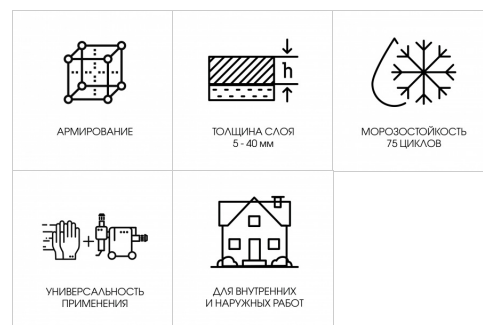 h
АРМИРОВАНИЕ
ТОЛЩИНА СЛОЯ
5 - 40 мм
МОРОЗОСТОЙКОСТЬ
75 ЦИКЛОВ
УНИВЕРСАЛЬНОСТЬ
ПРИМЕНЕНИЯ
ДЛЯ ВНУТРЕННИХ
И НАРУЖНЫХ РАБОТ